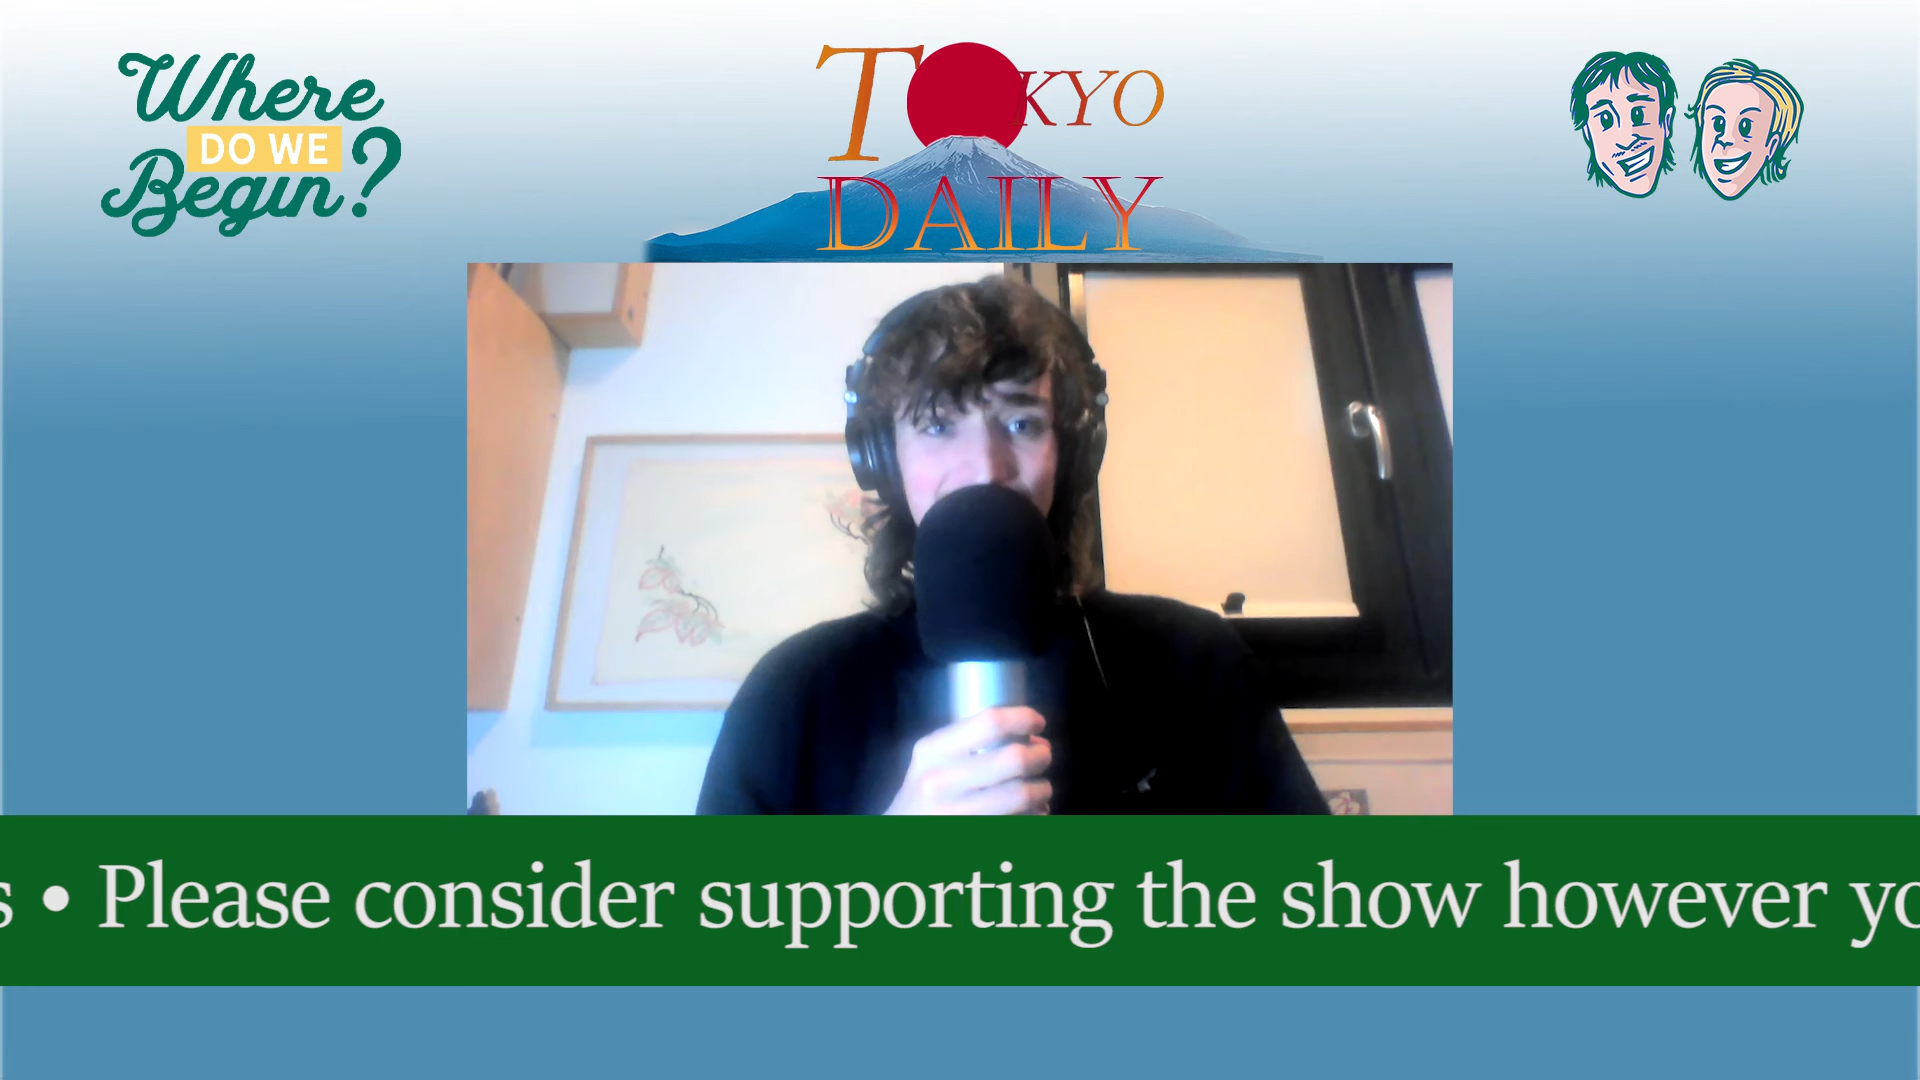 Where
DO WE
Begin?
TOKYO
DAILY
s • Please consider supporting the show however yo